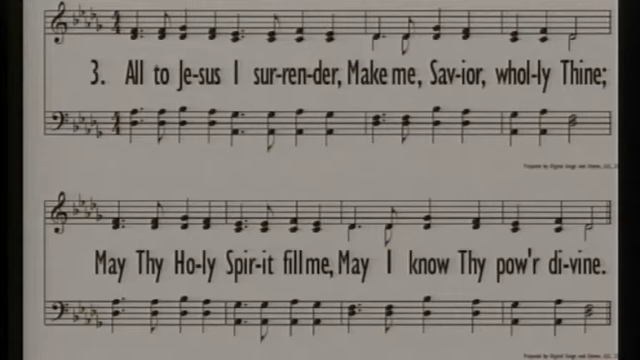 3. All to Je-sus I sur-ren-der, Make me, Sav-ior, whol-ly Thine;
May Thy Ho-ly Spir-it fill me, May I know Thy pow'r di-vine.